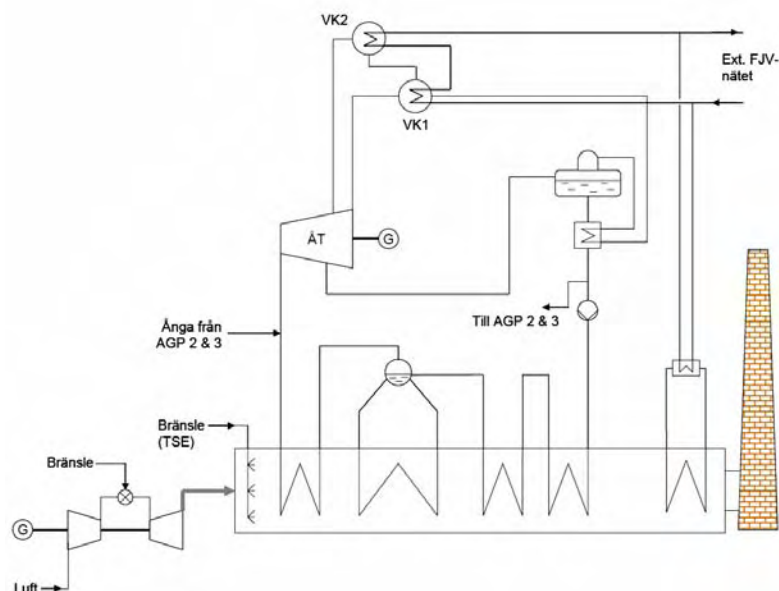 VK2
Ext. FJV-
nätet
VK1
ÅT
G
Ånga från
AGP 2 & 3
Till AGP 2 & 3
Bränsle
(TSE)
Bränsle
G
Luft